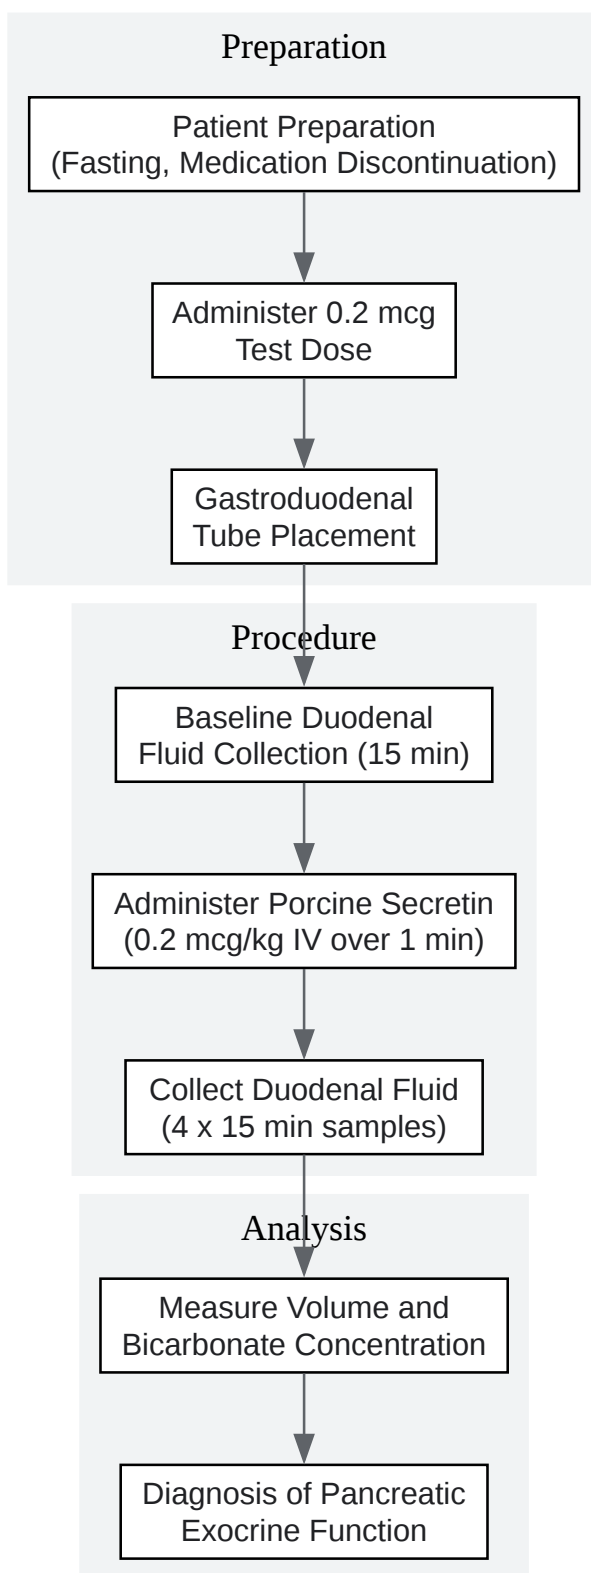 Preparation
Patient Preparation
(Fasting, Medication Discontinuation)
Administer 0.2 mcg
Test Dose
Gastroduodenal
Tube Placement
Procedure
Baseline Duodenal
Fluid Collection (15 min)
Administer Porcine Secretin
(0.2 mcg/kg IV over 1 min)
Collect Duodenal Fluid
(4 x 15 min samples)
Analysis
Measure Volume and
Bicarbonate Concentration
Diagnosis of Pancreatic
Exocrine Function